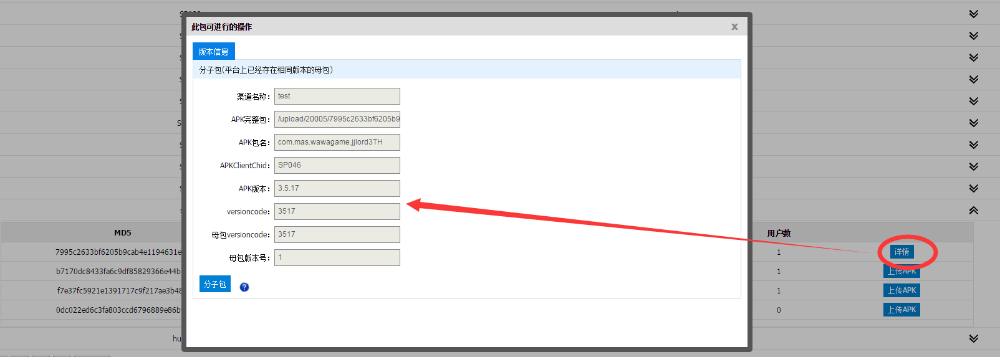 此包可进行的操作
x
版本信息
分子包(平台上已经存在相同版本的母包)
渠道名称: test
APK完整包: /upload/20005/7995c2633bf6205b9
APK包名: com.mas.wawagame.jjlord3TH
APKClientChid: SP046
APK版本: 3.5.17
versioncode: 3517
母包versioncode: 3517
母包版本号: 1
分子包 ?
MD5 用户数
7995c2633bf6205b9cab4e1194631e 1 详情
b7170dc8433fa6c9df85829366e44b 1 上传APK
f7e37fc5921e1391717c9f217ae3b48 1 上传APK
0dc022ed6c3fa803ccd6796889e86b 0 上传APK
hu